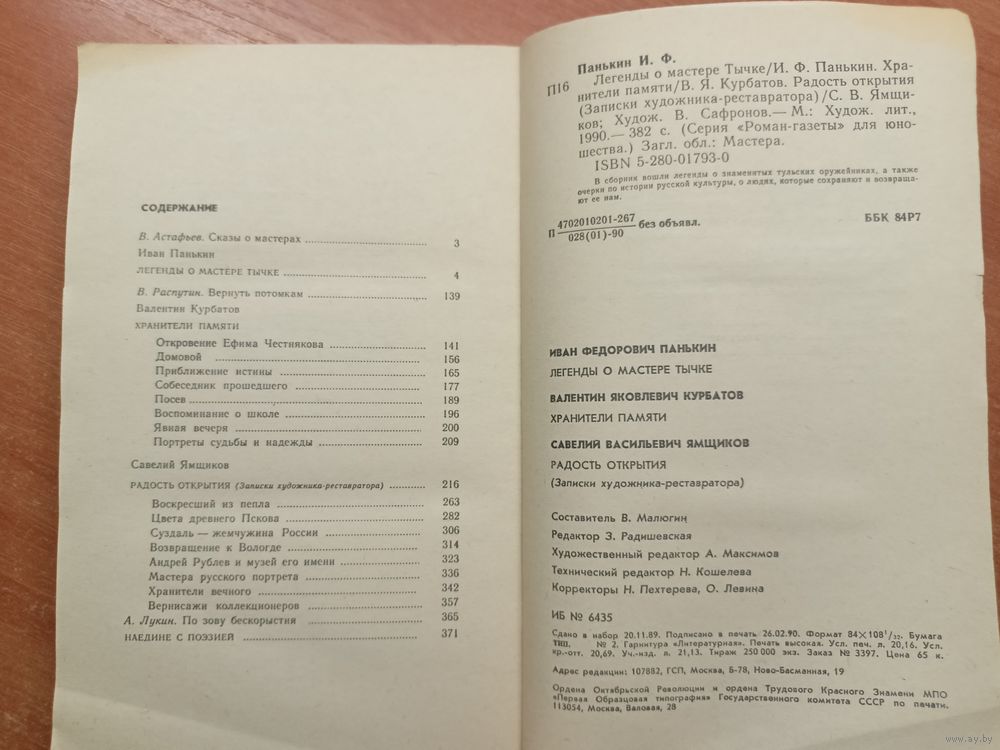 СОДЕРЖАНИЕ
В. Астафьев. Сказы о мастерах 3
Иван Панькин
ЛЕГЕНДЫ О МАСТЕРЕ ТЫЧКЕ 4
В. Распутин. Вернуть потомкам 139
Валентин Курбатов
ХРАНИТЕЛИ ПАМЯТИ
Откровение Ефима Честнякова 141
Домовой 156
Приближение истины 165
Собеседник прошедшего 177
Посев 189
Воспоминание о школе 196
Явная вечеря 200
Портреты судьбы и надежды 209
Савелий Ямщиков
РАДОСТЬ ОТКРЫТИЯ (Записки художника-реставратора) 216
Воскресший из пепла 263
Цвета древнего Пскова 282
Суздаль — жемчужина России 306
Возвращение к Вологде 314
Андрей Рублев и музей его имени 323
Мастера русского портрета 336
Хранители вечного 342
Вернисажи коллекционеров 357
А. Лукин. По зову бескорыстия 365
НАЕДИНЕ С ПОЭЗИЕЙ 371
Панькин И. Ф.
П16 Легенды о мастере Тычке/И. Ф. Панькин. Хра-
нители памяти/В. Я. Курбатов. Радость открытия
(Записки художника-реставратора)/С. В. Ямщи-
ков; Худож. В. Сафронов.— М.: Худож. лит.,
1990.— 382 с. (Серия «Роман-газеты» для юно-
шества.) Загл. обл.: Мастера.
ISBN 5-280-01793-0
В сборник вошли легенды о знаменитых тульских оружейниках, а также
очерки по истории русской культуры, о людях, которые сохраняют и возвраща-
ют ее нам.
П 4702010201-267 без объявл. ББК 84Р7
028(01)-90
ИВАН ФЕДОРОВИЧ ПАНЬКИН
ЛЕГЕНДЫ О МАСТЕРЕ ТЫЧКЕ
ВАЛЕНТИН ЯКОВЛЕВИЧ КУРБАТОВ
ХРАНИТЕЛИ ПАМЯТИ
САВЕЛИЙ ВАСИЛЬЕВИЧ ЯМЩИКОВ
РАДОСТЬ ОТКРЫТИЯ
(Записки художника-реставратора)
Составитель В. Малюгин
Редактор З. Радишевская
Художественный редактор А. Максимов
Технический редактор Н. Кошелева
Корректоры Н. Пехтерева, О. Левина
ИБ № 6435
Сдано в набор 20.11.89. Подписано в печать 26.02.90. Формат 84×108 1/32. Бумага
тип. № 2. Гарнитура «Литературная». Печать высокая. Усл. печ. л. 20,16. Усл.
кр.-отт. 20,69. Уч.-изд. л. 21,13. Тираж 250 000 экз. Заказ № 3397. Цена 65 к.
Адрес редакции: 107882, ГСП, Москва, Б-78, Ново-Басманная, 19
Ордена Октябрьской Революции и ордена Трудового Красного Знамени МПО
«Первая Образцовая типография» Государственного комитета СССР по печати.
113054, Москва, Валовая, 28
www.ay.by